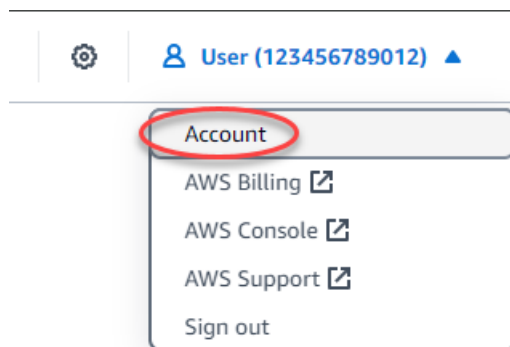 User (123456789012)
Account
AWS Billing
AWS Console
AWS Support
Sign out